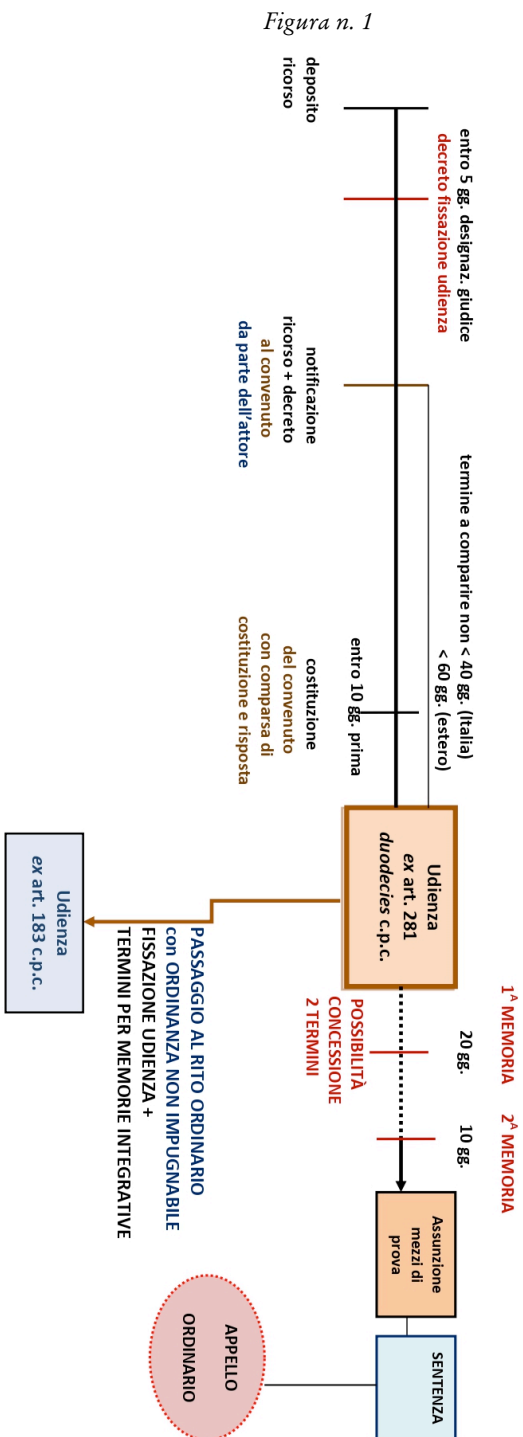 Figura n. 1
deposito
ricorso
entro 5 gg. designaz. giudice
decreto fissazione udienza
notificazione
ricorso + decreto
al convenuto
da parte dell'attore
termine a comparire non < 40 gg. (Italia)
< 60 gg. (estero)
entro 10 gg. prima
costituzione
del convenuto
con comparsa di
costituzione e risposta
Udienza
ex art. 281
duodecies c.p.c.
1^ MEMORIA
20 gg.
2^ MEMORIA
10 gg.
POSSIBILITÀ
CONCESSIONE
2 TERMINI
PASSAGGIO AL RITO ORDINARIO
con ORDINANZA NON IMPUGNABILE
FISSAZIONE UDIENZA +
TERMINI PER MEMORIE INTEGRATIVE
Udienza
ex art. 183 c.p.c.
Assunzione
mezzi di
prova
SENTENZA
APPELLO
ORDINARIO